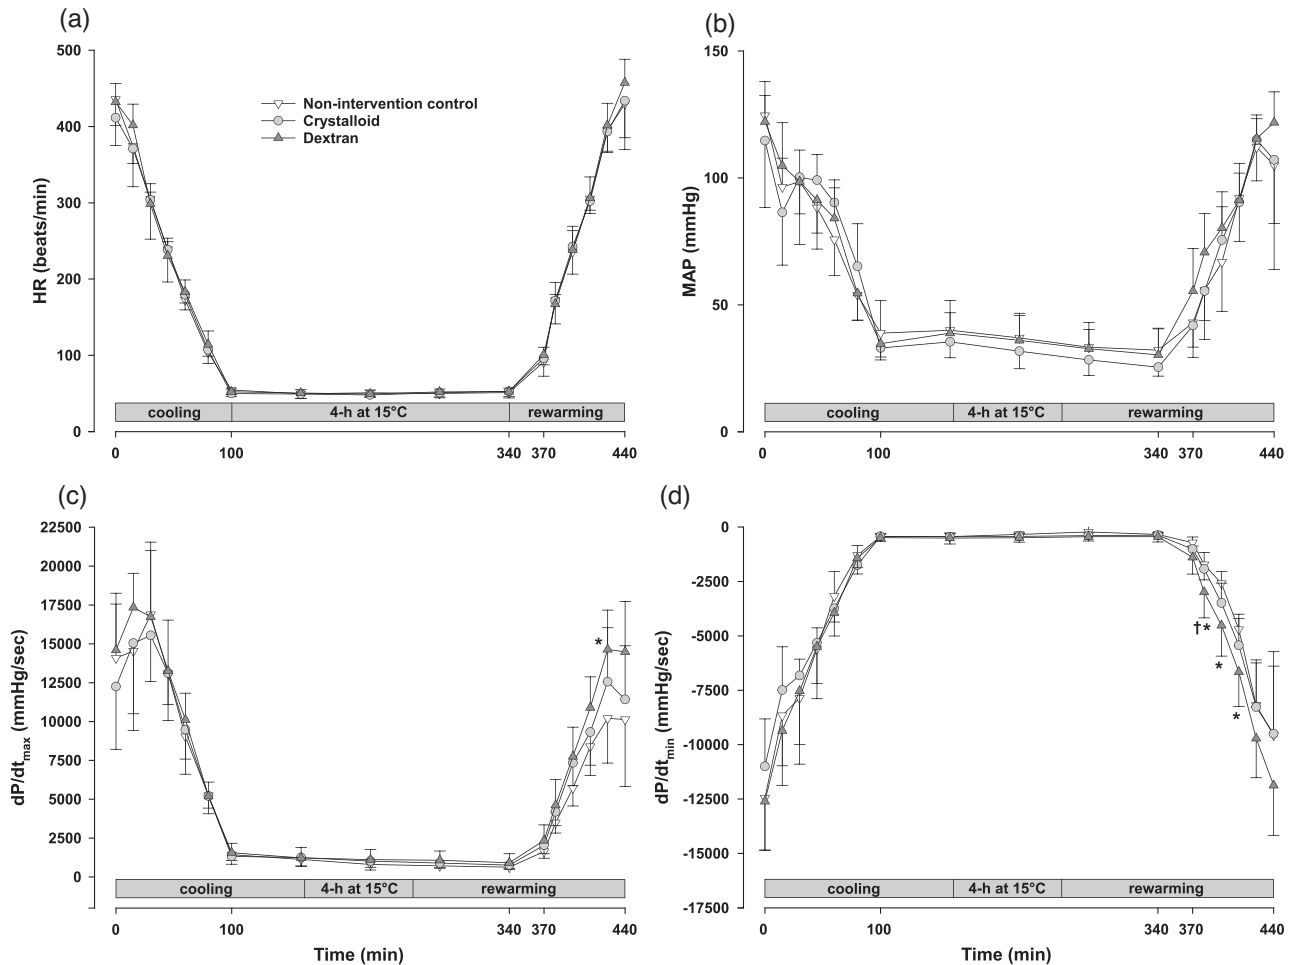 (a)
500
400
300
200
100
0
HR (beats/min)
Non-intervention control
Crystalloid
Dextran
cooling
4-h at 15°C
rewarming
0
100
340
370
440
(b)
150
100
50
0
MAP (mmHg)
cooling
4-h at 15°C
rewarming
0
100
340
370
440
(c)
22500
20000
17500
15000
12500
10000
7500
5000
2500
0
dP/dtmax (mmHg/sec)
*
cooling
4-h at 15°C
rewarming
0
100
340
370
440
Time (min)
(d)
0
-2500
-5000
-7500
-10000
-12500
-15000
-17500
dP/dtmin (mmHg/sec)
†*
*
*
cooling
4-h at 15°C
rewarming
0
100
340
370
440
Time (min)